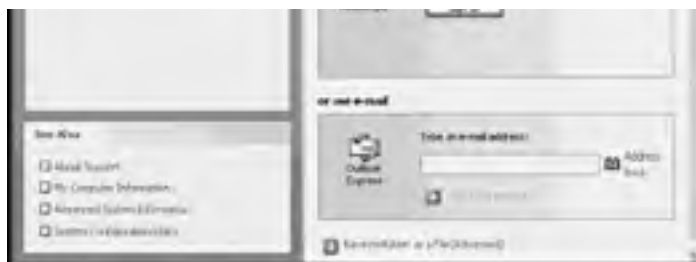 See Also
About Support
My Computer Information
Advanced System Information
System Configuration Utility
or use e-mail
Type an e-mail address:
Outlook Express
Address Book
Save invitation as a file (Advanced)